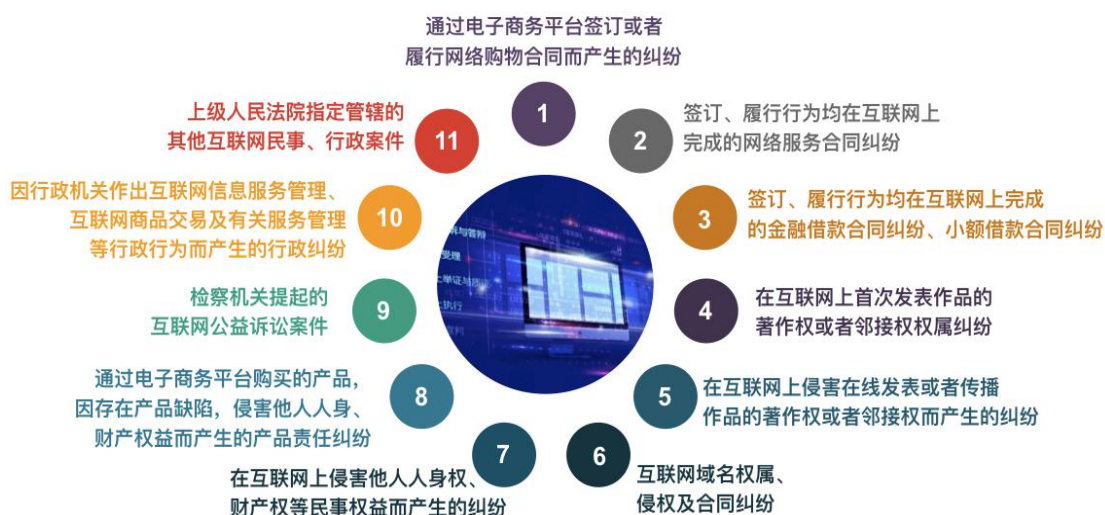 通过电子商务平台签订或者
履行网络购物合同而产生的纠纷
1
2
签订、履行行为均在互联网上
完成的网络服务合同纠纷
3
签订、履行行为均在互联网上完成
的金融借款合同纠纷、小额借款合同纠纷
4
在互联网上首次发表作品的
著作权或者邻接权权属纠纷
5
在互联网上侵害在线发表或者传播
作品的著作权或者邻接权而产生的纠纷
6
互联网域名权属、
侵权及合同纠纷
7
在互联网上侵害他人人身权、
财产权等民事权益而产生的纠纷
8
通过电子商务平台购买的产品，
因存在产品缺陷，侵害他人人身、
财产权益而产生的产品责任纠纷
9
检察机关提起的
互联网公益诉讼案件
10
因行政机关作出互联网信息服务管理、
互联网商品交易及有关服务管理
等行政行为而产生的行政纠纷
11
上级人民法院指定管辖的
其他互联网民事、行政案件
与答辩
受理
上举证与
执行